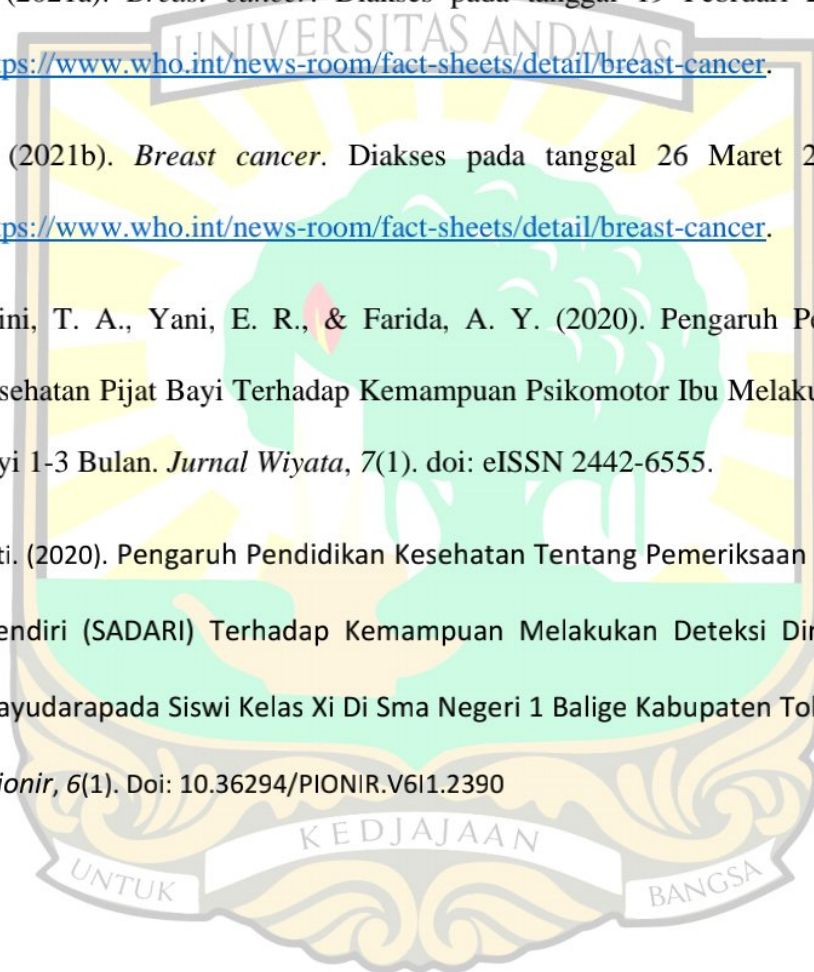 (2021a). Breast cancer. Diakses pada tanggal 19 Februari
UNIVERSITAS ANDALAS
ps://www.who.int/news-room/fact-sheets/detail/breast-cancer.
(2021b). Breast cancer. Diakses pada tanggal 26 Maret 2
ps://www.who.int/news-room/fact-sheets/detail/breast-cancer.
ini, T. A., Yani, E. R., & Farida, A. Y. (2020). Pengaruh Pe
sehatan Pijat Bayi Terhadap Kemampuan Psikomotor Ibu Melaku
yi 1-3 Bulan. Jurnal Wiyata, 7(1). doi: eISSN 2442-6555.
ti. (2020). Pengaruh Pendidikan Kesehatan Tentang Pemeriksaan
endiri (SADARI) Terhadap Kemampuan Melakukan Deteksi Di
ayudarapada Siswi Kelas Xi Di Sma Negeri 1 Balige Kabupaten To
ionir, 6(1). Doi: 10.36294/PIONIR.V6I1.2390
KEDJAJAAN
UNTUK
BANGSA